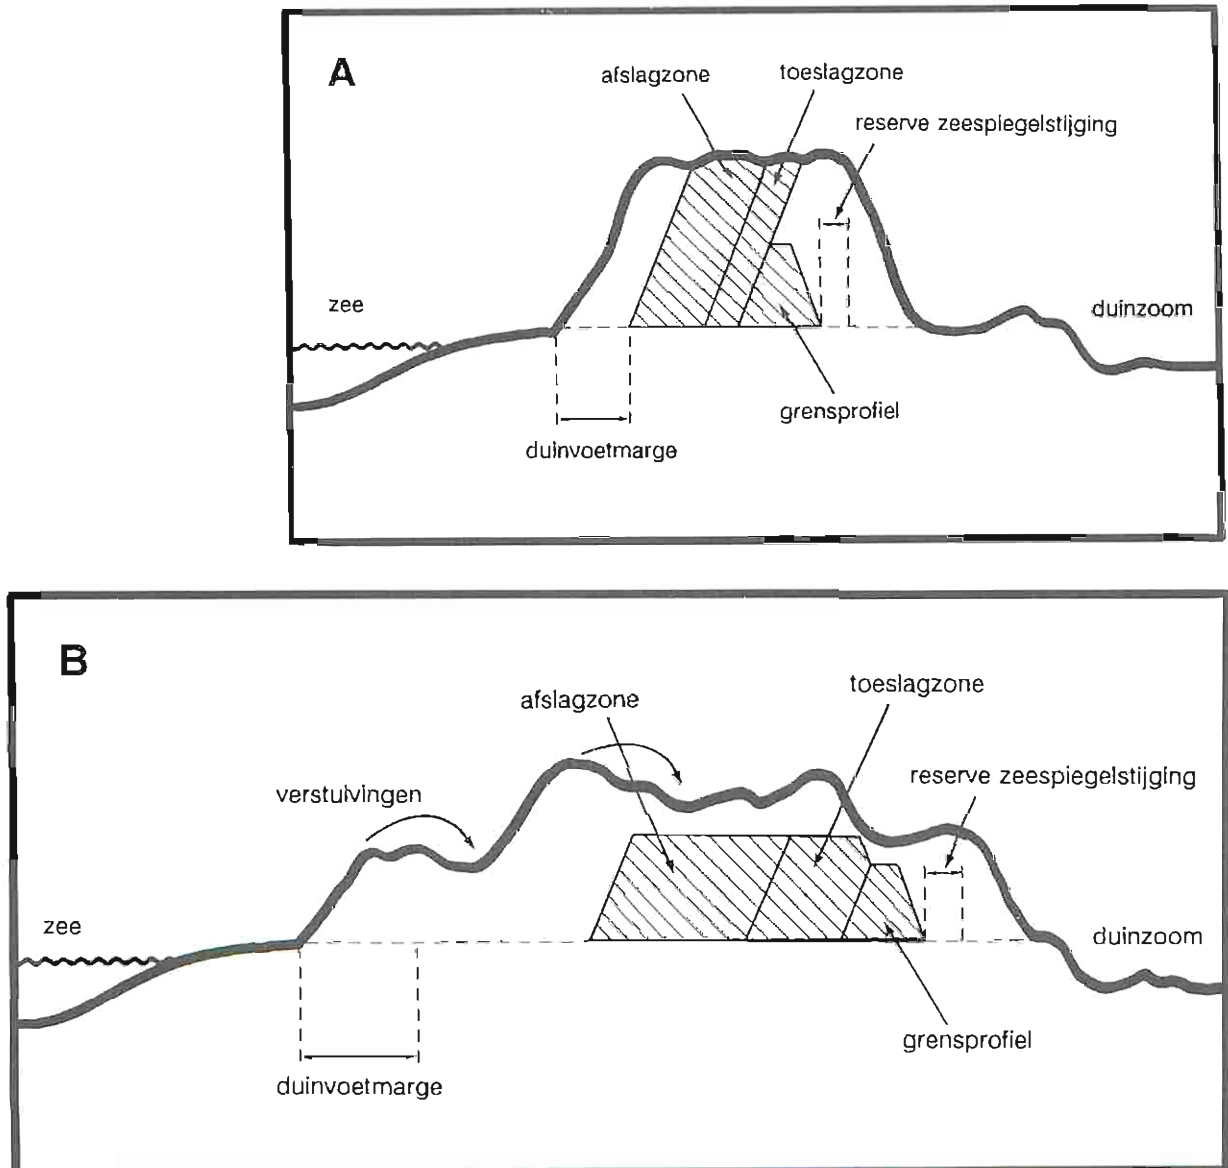 A
afslagzone
toeslagzone
reserve zeespiegelstijging
zee
duinzoom
grensprofiel
duinvoetmarge
B
toeslagzone
afslagzone
reserve zeespiegelstijging
verstuivingen
zee
duinzoom
grensprofiel
duinvoetmarge